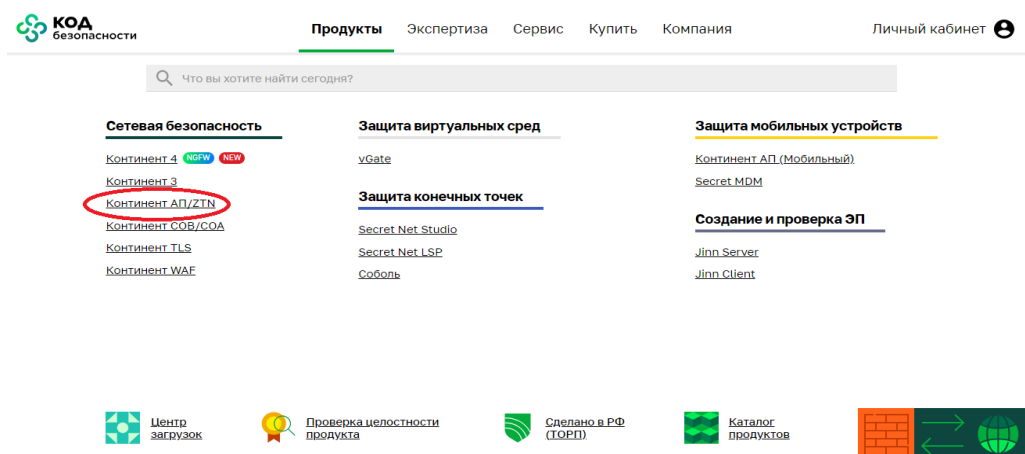 КОД
безопасности
Продукты Экспертиза Сервис Купить Компания Личный кабинет
Что вы хотите найти сегодня?
Сетевая безопасность
Континент 4 NGFW NEW
Континент 3
Континент АП/ZTN
Континент СОВ/СОА
Континент TLS
Континент WAF
Защита виртуальных сред
vGate
Защита конечных точек
Secret Net Studio
Secret Net LSP
Соболь
Защита мобильных устройств
Континент АП (Мобильный)
Secret MDM
Создание и проверка ЭП
Jinn Server
Jinn Client
Центр
загрузок
Проверка целостности
продукта
Сделано в РФ
(ТОРП)
Каталог
продуктов